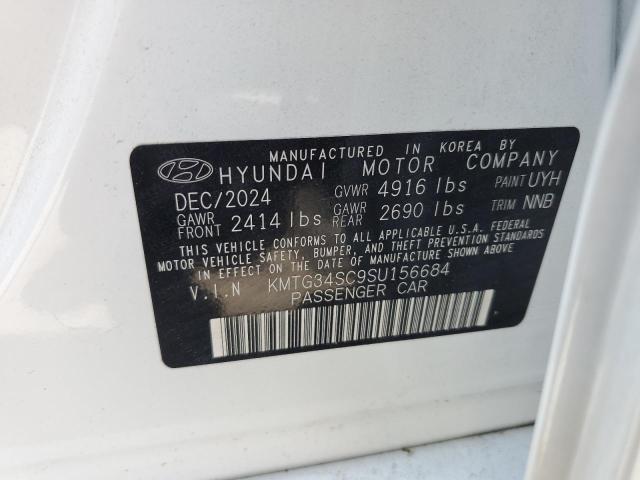 MANUFACTURED IN KOREA BY
HYUNDAI MOTOR COMPANY
DEC/2024 GVWR 4916 lbs PAINT UYH
GAWR FRONT 2414 lbs GAWR REAR 2690 lbs TRIM NNB
THIS VEHICLE CONFORMS TO ALL APPLICABLE U.S.A. FEDERAL
MOTOR VEHICLE SAFETY, BUMPER, AND THEFT PREVENTION STANDARDS
IN EFFECT ON THE DATE OF MANUFACTURE SHOWN ABOVE.
V.I.N KMTG34SC9SU156684
PASSENGER CAR